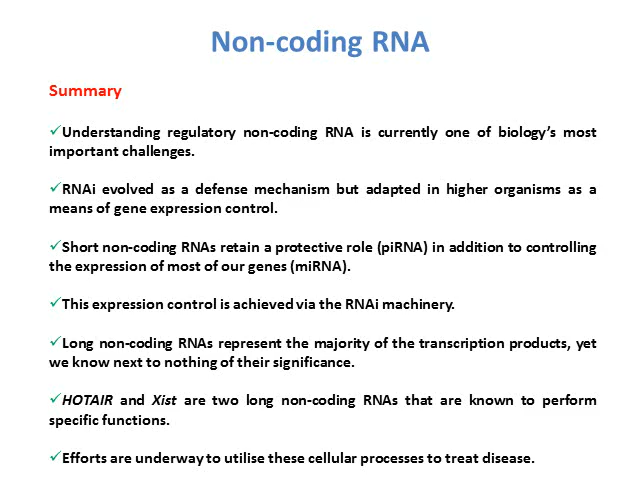 Non-coding RNA
Summary
✓Understanding regulatory non-coding RNA is currently one of biology's most
important challenges.
✓RNAi evolved as a defense mechanism but adapted in higher organisms as a
means of gene expression control.
✓Short non-coding RNAs retain a protective role (piRNA) in addition to controlling
the expression of most of our genes (miRNA).
✓This expression control is achieved via the RNAi machinery.
✓Long non-coding RNAs represent the majority of the transcription products, yet
we know next to nothing of their significance.
✓HOTAIR and Xist are two long non-coding RNAs that are known to perform
specific functions.
✓Efforts are underway to utilise these cellular processes to treat disease.